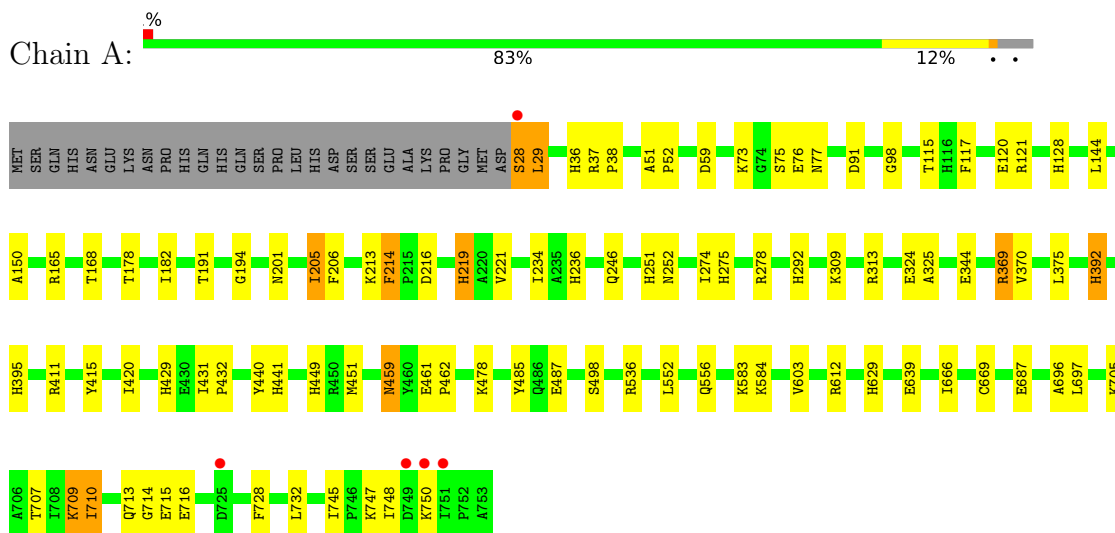 .%
Chain A:
83% 12% • •
MET SER GLN HIS ASN GLU LYS ASN PRO HIS GLN HIS GLN SER PRO LEU HIS ASP SER SER GLU ALA LYS PRO GLY MET ASP S28 L29 H36 R37 P38 A51 P52 D59 K73 G74 S75 E76 N77 D91 G98 T115 H116 F117 E120 R121 H128 L144
A150 R165 T168 T178 I182 T191 G194 N201 I205 F206 K213 F214 P215 D216 H219 A220 V221 I234 A235 H236 Q246 H251 N252 I274 H275 R278 H292 K309 R313 E324 A325 E344 R369 V370 L375 H392
H395 R411 Y415 I420 H429 E430 I431 P432 Y440 H441 H449 R450 M451 N459 Y460 E461 P462 K478 Y485 Q486 E487 S498 R536 L552 Q556 K583 K584 V603 R612 H629 E639 I666 C669 E687 A696 L697 K705
A706 T707 I708 K709 I710 Q713 G714 E715 E716 D725 F728 L732 I745 P746 K747 I748 D749 K750 I751 P752 A753